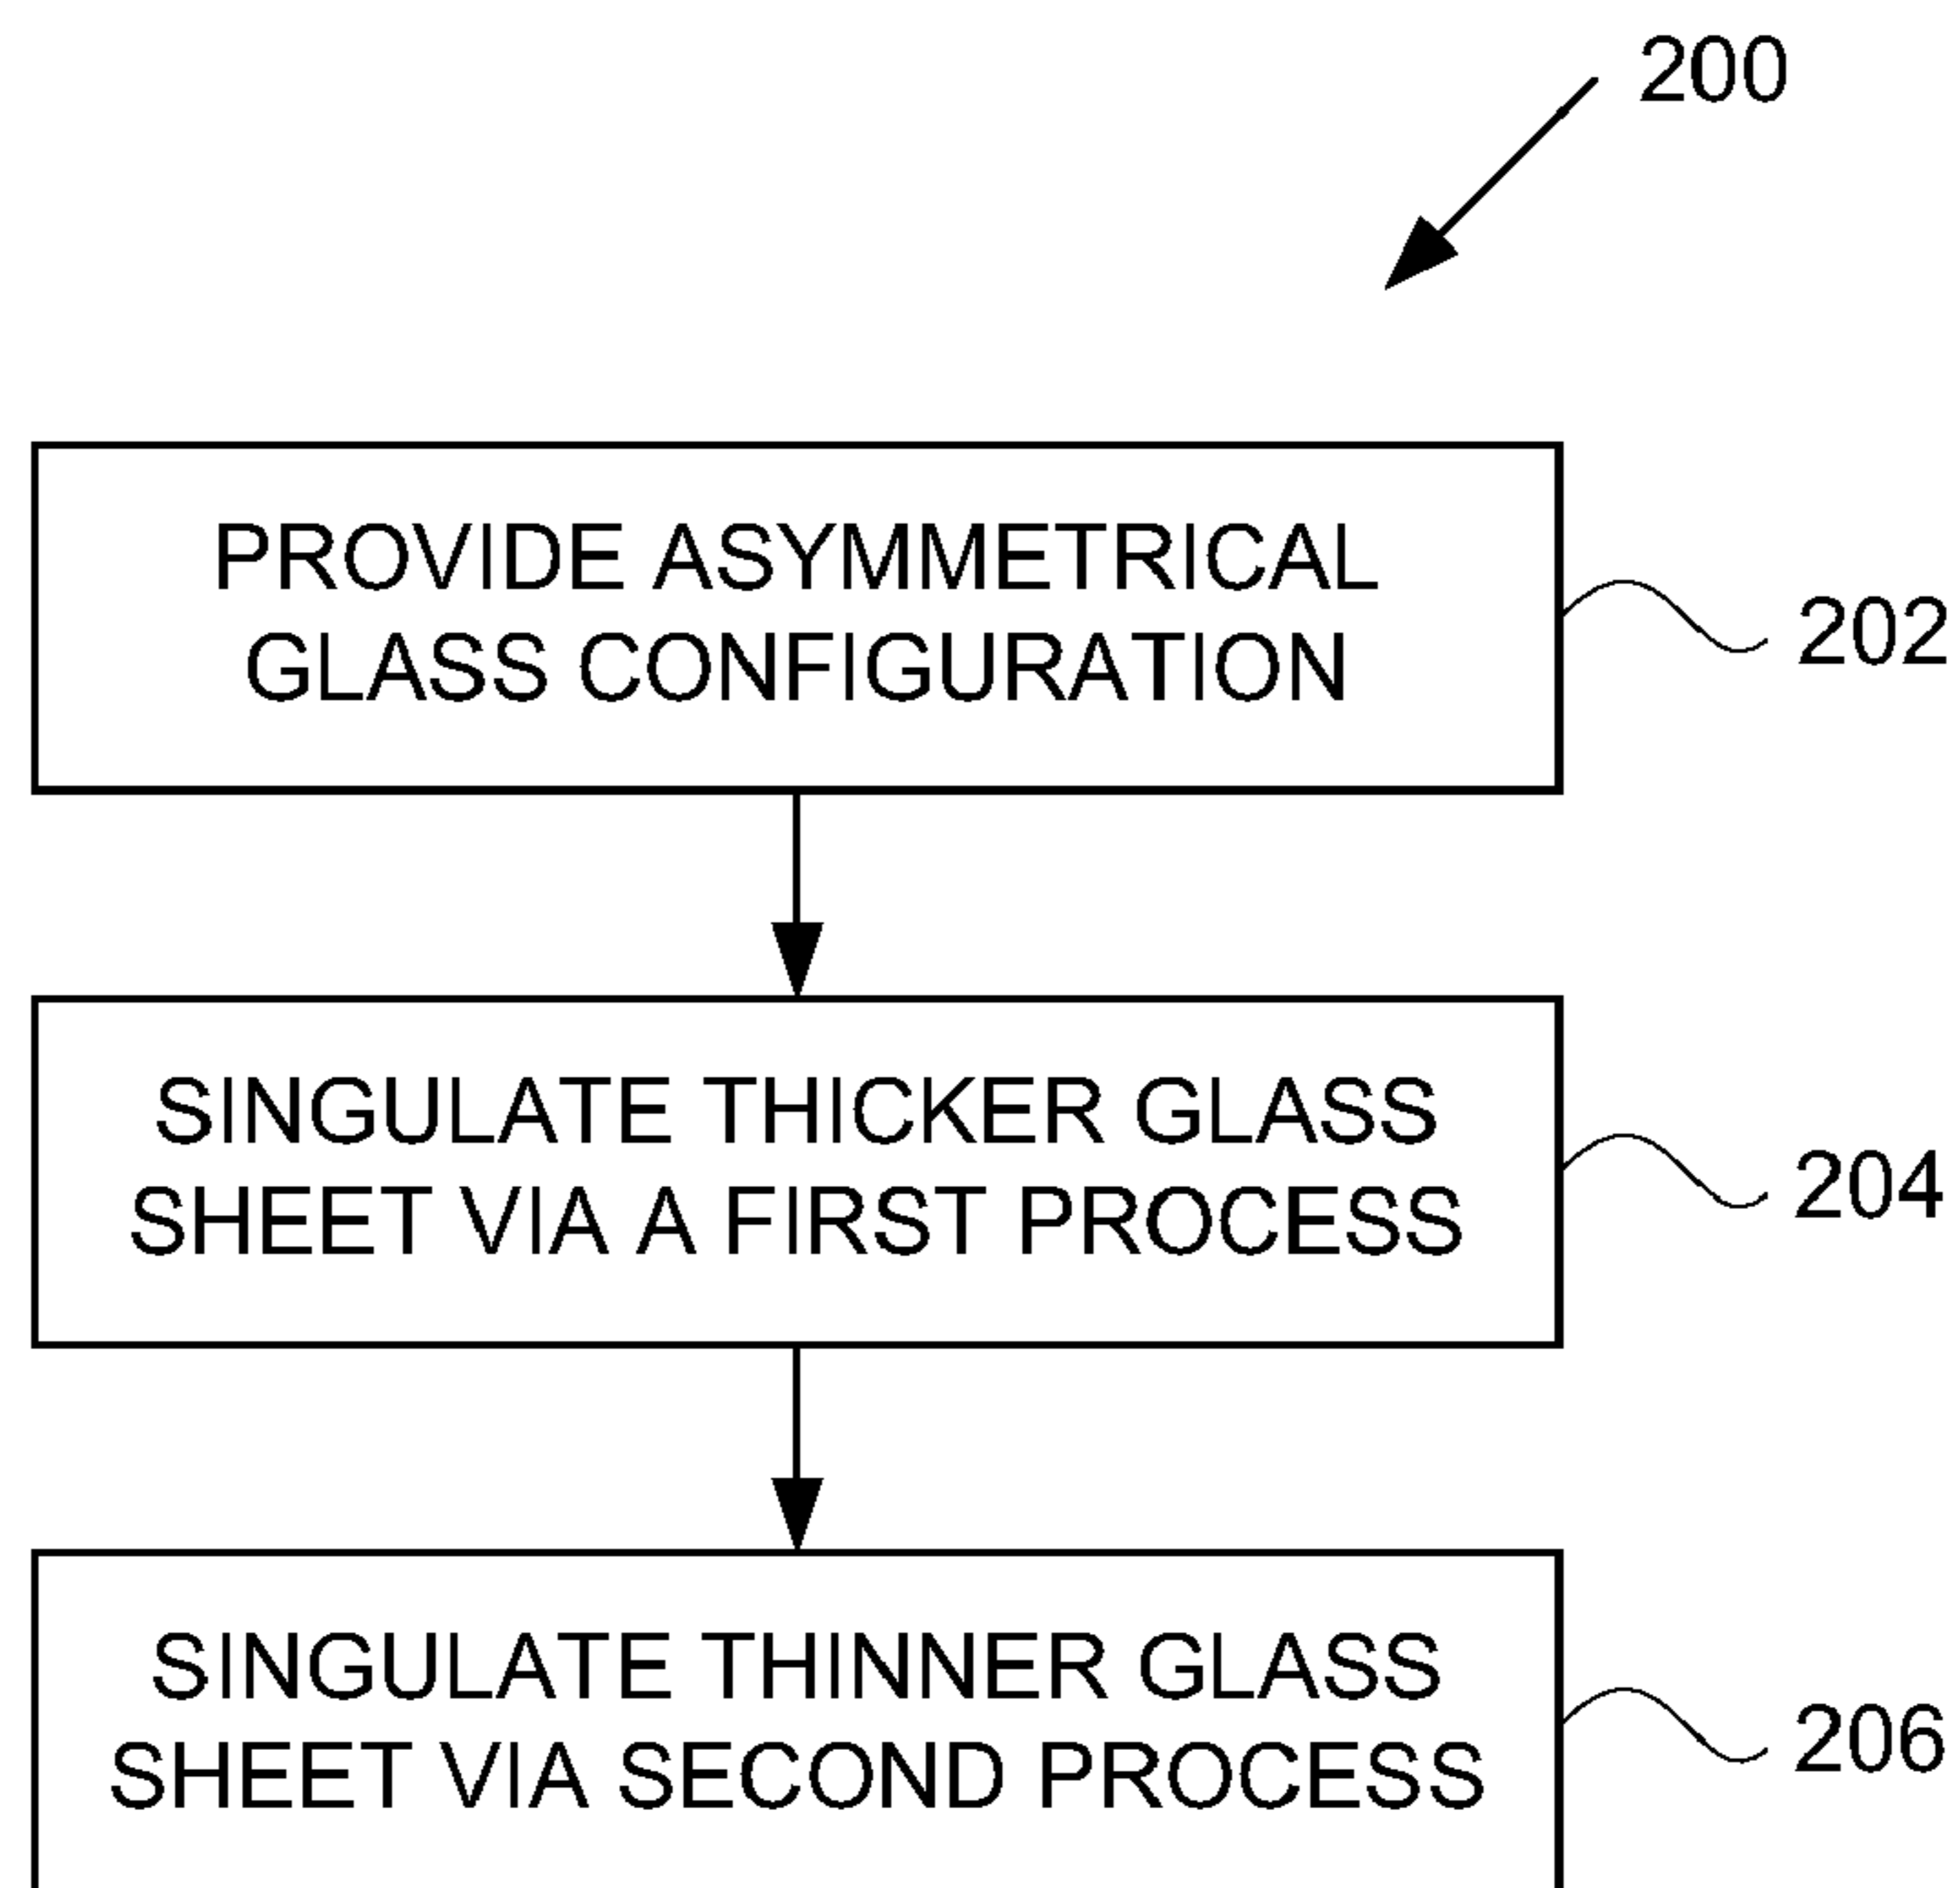 200
PROVIDE ASYMMETRICAL
GLASS CONFIGURATION
202
SINGULATE THICKER GLASS
SHEET VIA A FIRST PROCESS
204
SINGULATE THINNER GLASS
SHEET VIA SECOND PROCESS
206